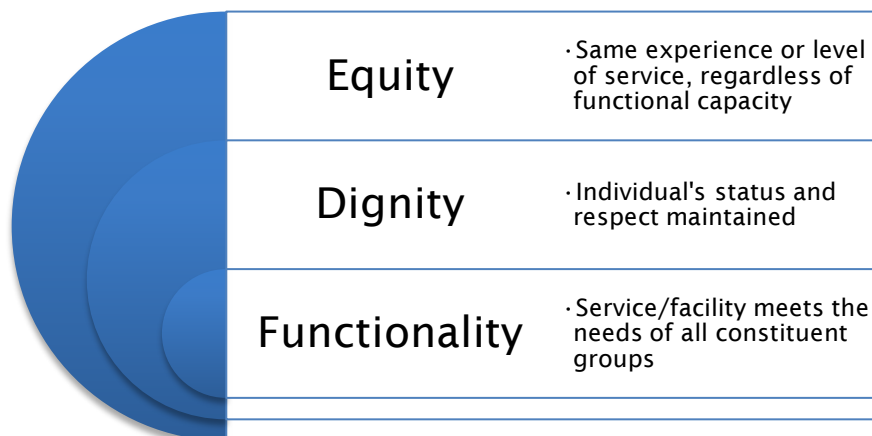 Equity
·Same experience or level
of service, regardless of
functional capacity
Dignity
·Individual's status and
respect maintained
Functionality
·Service/facility meets the
needs of all constituent
groups